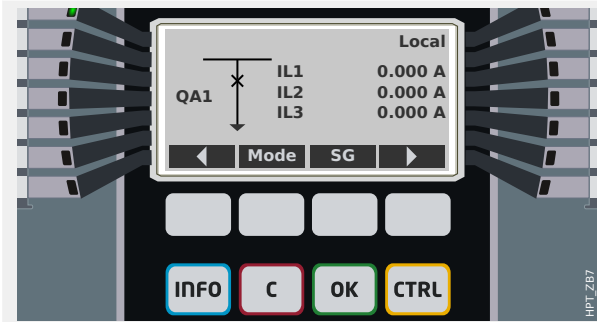 Local
IL1 0.000 A
QA1 IL2 0.000 A
IL3 0.000 A
Mode SG
INFO C OK CTRL
HPT_ZB7